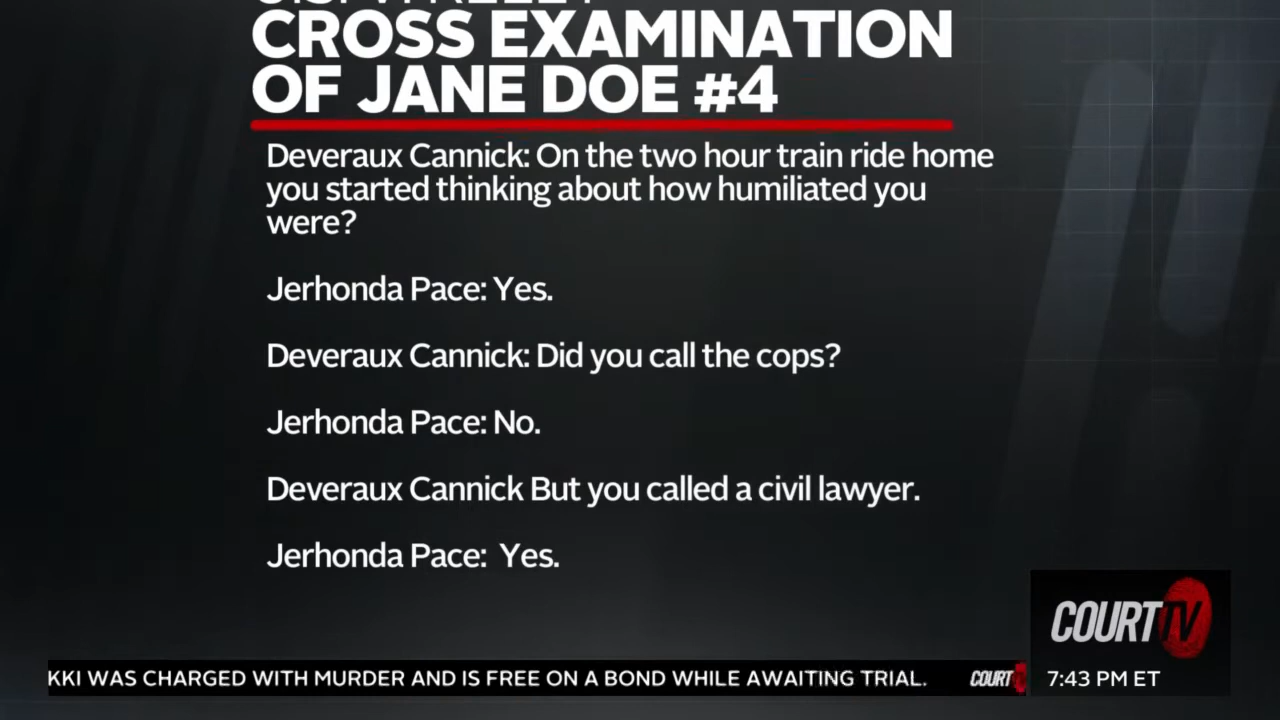 CROSS EXAMINATION
OF JANE DOE #4
Deveraux Cannick: On the two hour train ride home
you started thinking about how humiliated you
were?
Jerhonda Pace: Yes.
Deveraux Cannick: Did you call the cops?
Jerhonda Pace: No.
Deveraux Cannick But you called a civil lawyer.
Jerhonda Pace:  Yes.
COURT TV
KKI WAS CHARGED WITH MURDER AND IS FREE ON A BOND WHILE AWAITING TRIAL. COURT
7:43 PM ET